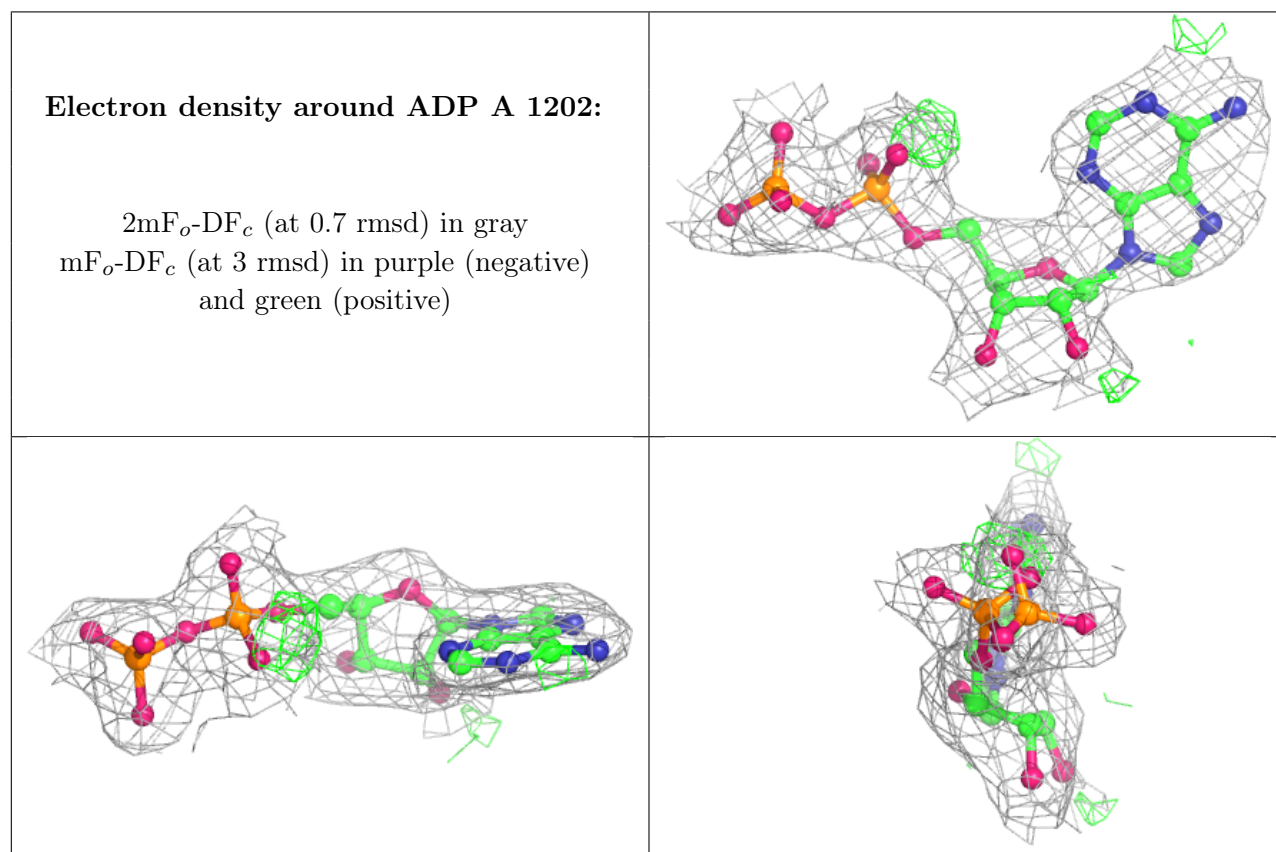 Electron density around ADP A 1202:
2mFo-DFc (at 0.7 rmsd) in gray
mFo-DFc (at 3 rmsd) in purple (negative)
and green (positive)